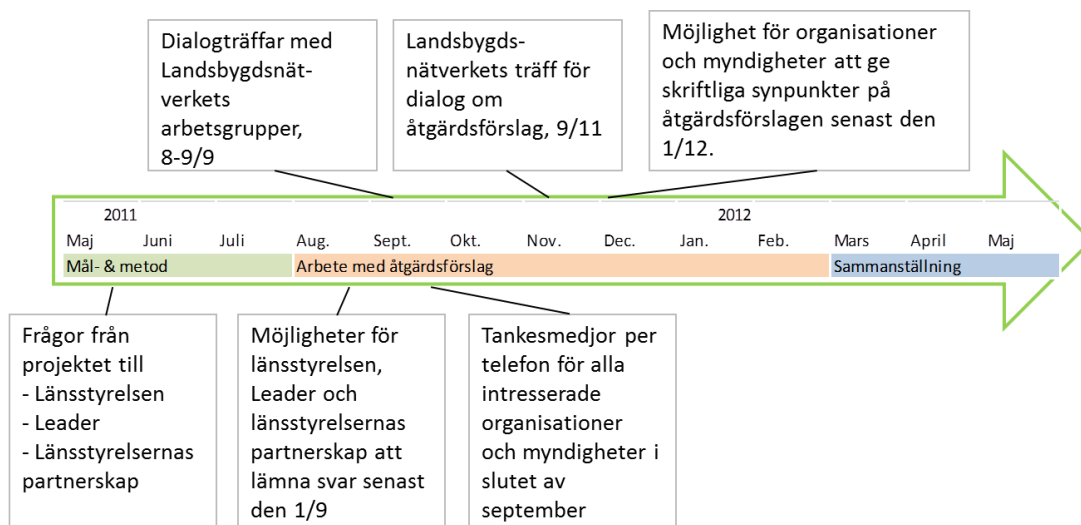 Dialogträffar med
Landsbygdsnät-
verkets
arbetsgrupper,
8-9/9
Landsbygds-
nätverkets träff för
dialog om
åtgärdsförslag, 9/11
Möjlighet för organisationer
och myndigheter att ge
skriftliga synpunkter på
åtgärdsförslagen senast den
1/12.
2011 2012
Maj Juni Juli Aug. Sept. Okt. Nov. Dec. Jan. Feb. Mars April Maj
Mål- & metod Arbete med åtgärdsförslag Sammanställning
Frågor från
projektet till
- Länsstyrelsen
- Leader
- Länsstyrelsernas
partnerskap
Möjligheter för
länsstyrelsen,
Leader och
länsstyrelsernas
partnerskap att
lämna svar senast
den 1/9
Tankesmedjor per
telefon för alla
intresserade
organisationer
och myndigheter i
slutet av
september